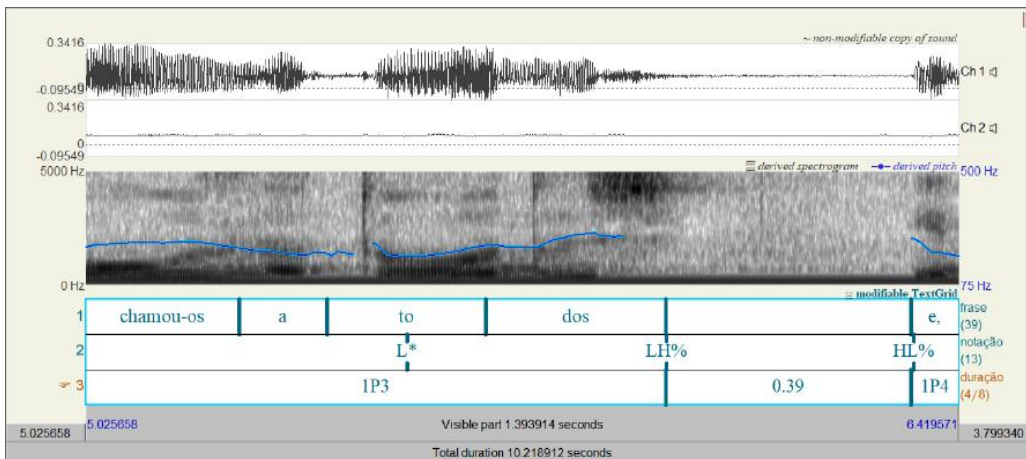 ~ non-modifiable copy of sound
0.3416
-0.09549
0
Ch 1
0.3416
0
-0.09549
Ch 2
derived spectrogram derived pitch
5000 Hz 500 Hz
0 Hz 75 Hz
modifiable TextGrid
1 chamou-os a to dos e, frase (39)
2 L* LH% HL% notação (13)
3 1P3 0.39 1P4 duração (4/8)
5.025658 Visible part 1.393914 seconds 6.419571
5.025658 3.799340
Total duration 10.218912 seconds